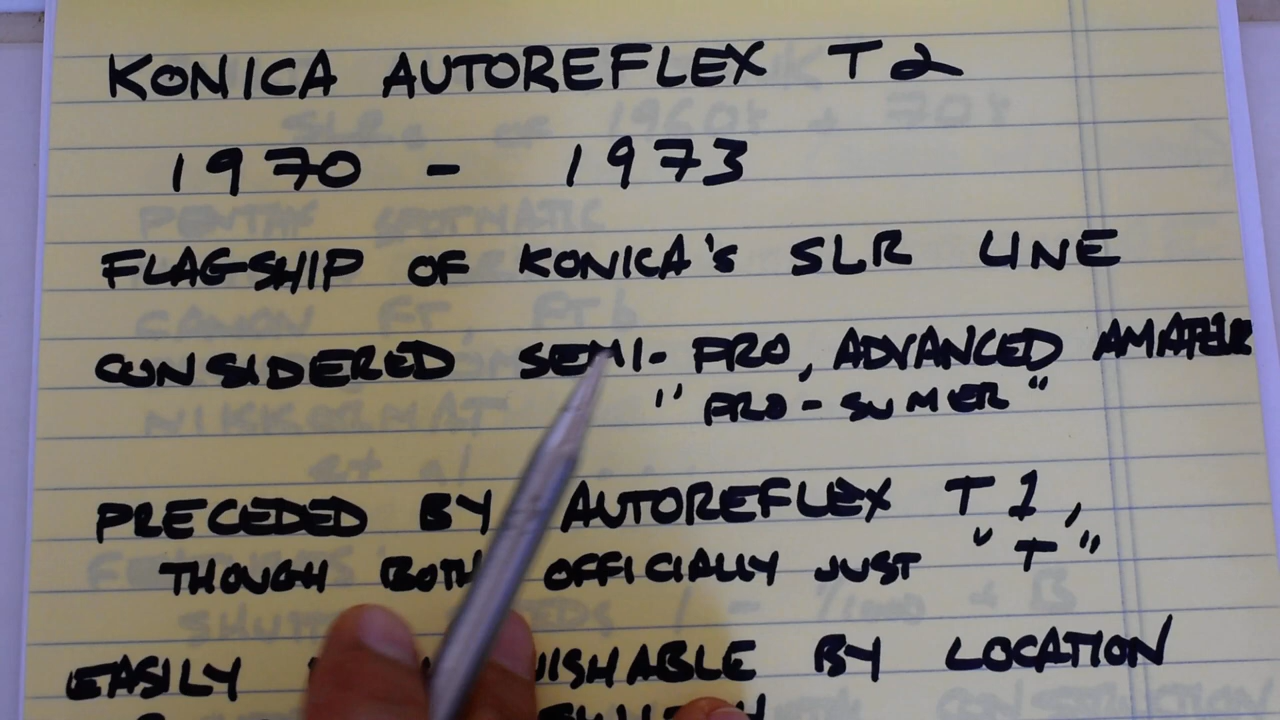 KONICA AUTOREFLEX T2
1970 - 1973
FLAGSHIP OF KONICA'S SLR LINE
CONSIDERED SEMI-PRO, ADVANCED AMATEUR
"PRO-SUMER"
PRECEDED BY AUTOREFLEX T1,
THOUGH BOTH OFFICIALLY JUST "T"
EASILY BY LOCATION